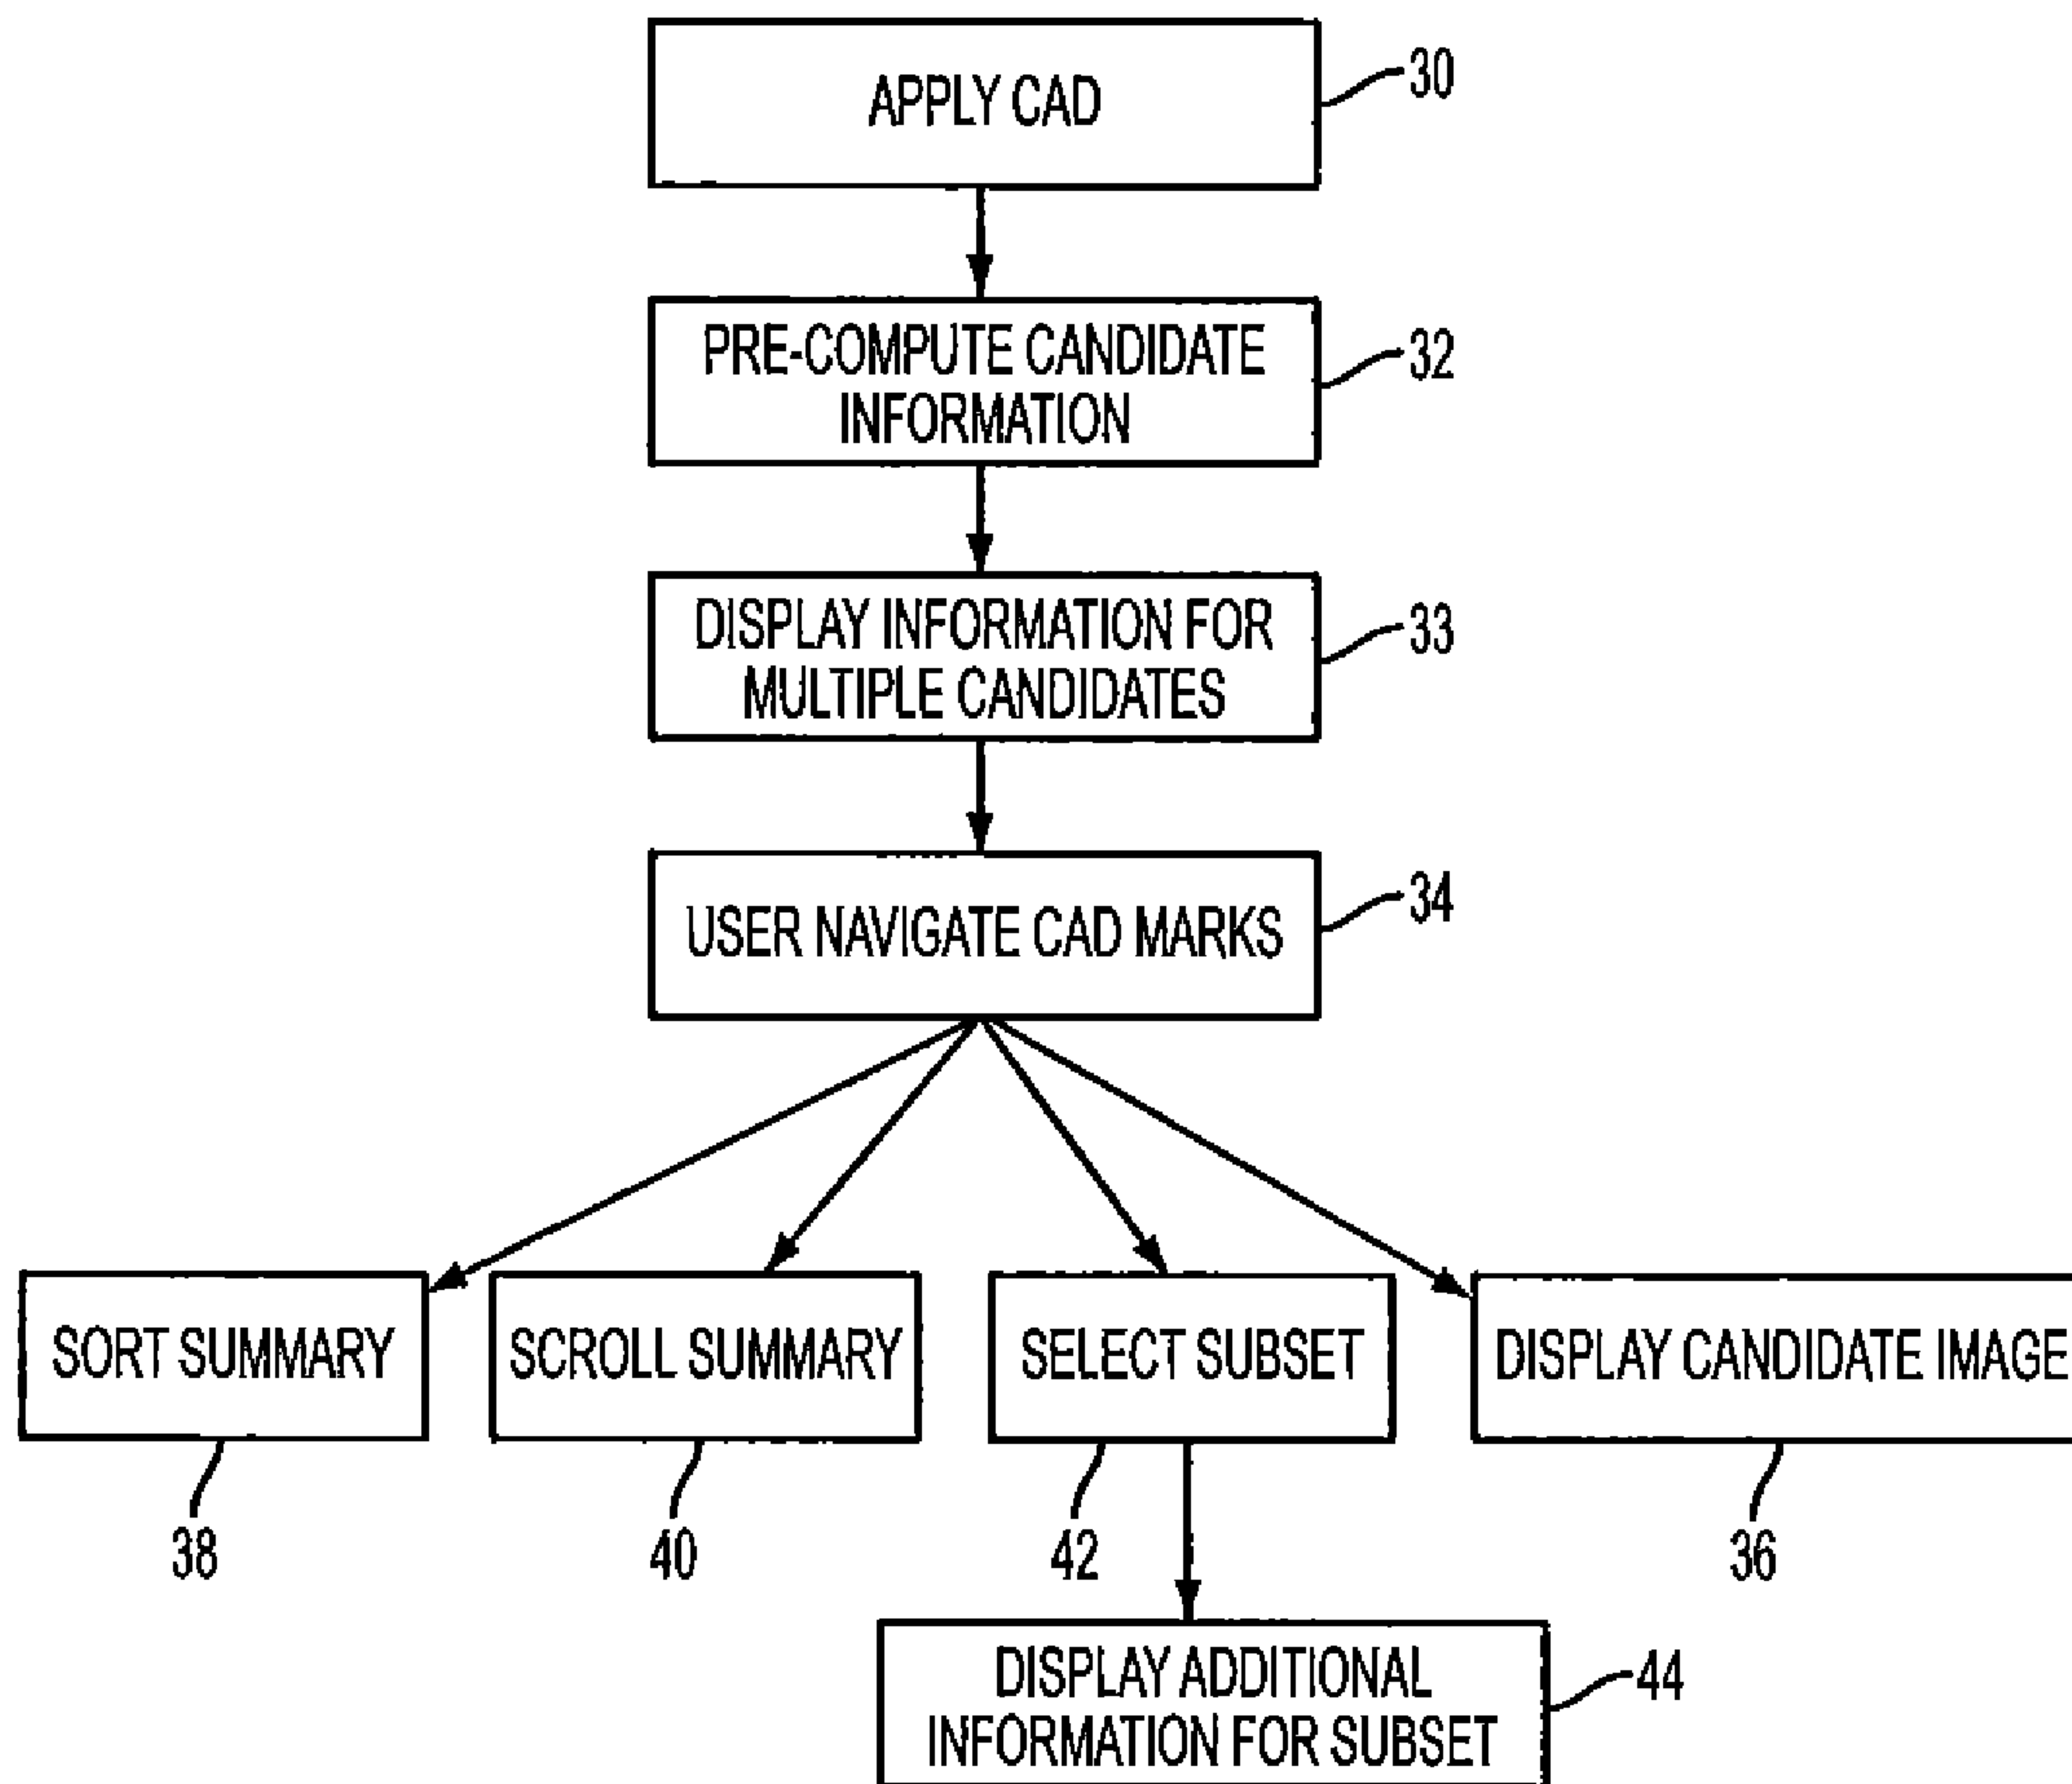 APPLY CAD
30
PRE-COMPUTE CANDIDATE
INFORMATION
32
DISPLAY INFORMATION FOR
MULTIPLE CANDIDATES
33
USER NAVIGATE CAD MARKS
34
SORT SUMMARY
SCROLL SUMMARY
SELECT SUBSET
DISPLAY CANDIDATE IMAGE
38
40
42
36
DISPLAY ADDITIONAL
INFORMATION FOR SUBSET
44